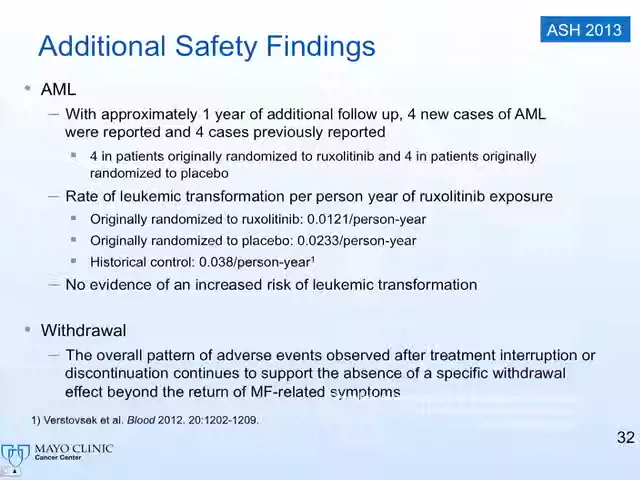 ASH 2013
Additional Safety Findings
• AML
– With approximately 1 year of additional follow up, 4 new cases of AML
were reported and 4 cases previously reported
▪ 4 in patients originally randomized to ruxolitinib and 4 in patients originally
randomized to placebo
– Rate of leukemic transformation per person year of ruxolitinib exposure
▪ Originally randomized to ruxolitinib: 0.0121/person-year
▪ Originally randomized to placebo: 0.0233/person-year
▪ Historical control: 0.038/person-year¹
– No evidence of an increased risk of leukemic transformation
• Withdrawal
– The overall pattern of adverse events observed after treatment interruption or
discontinuation continues to support the absence of a specific withdrawal
effect beyond the return of MF-related symptoms
1) Verstovsek et al. Blood 2012. 20:1202-1209.
32
MAYO CLINIC
Cancer Center